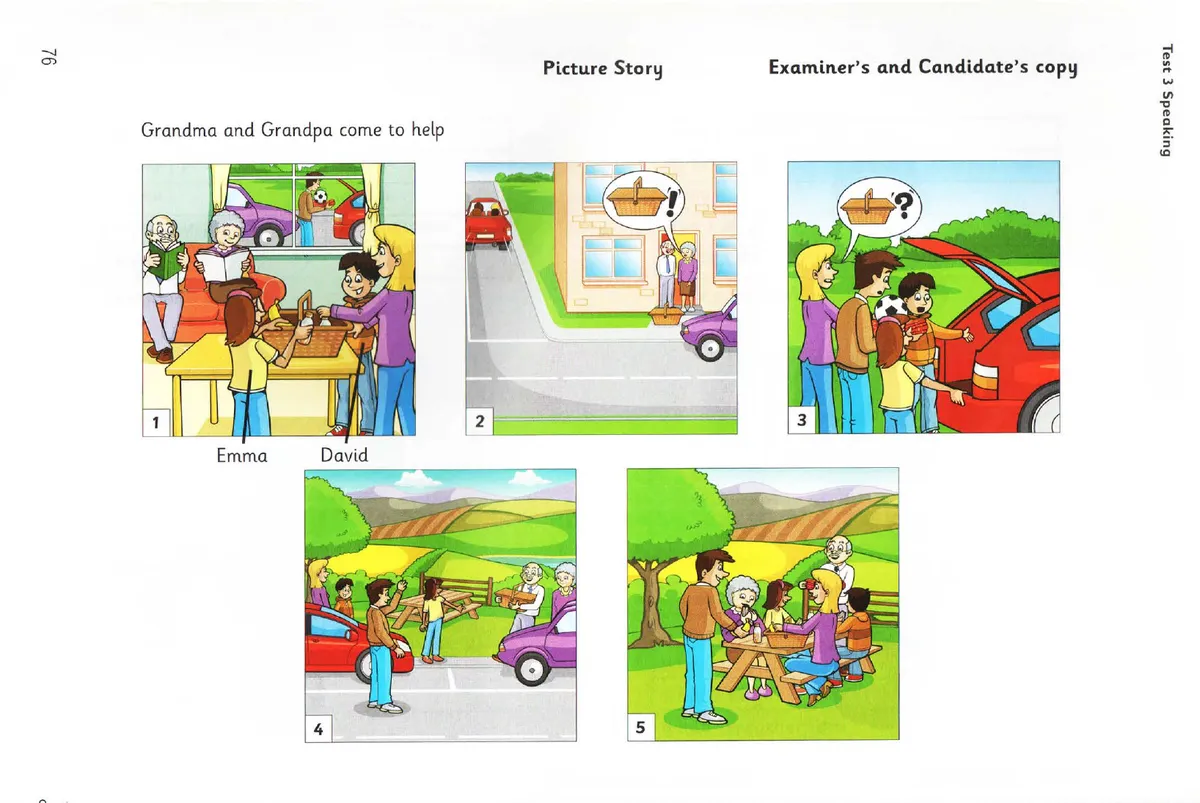 76
Picture Story
Examiner's and Candidate's copy
Test 3 Speaking
Grandma and Grandpa come to help
!
?
1
2
3
Emma
David
4
5